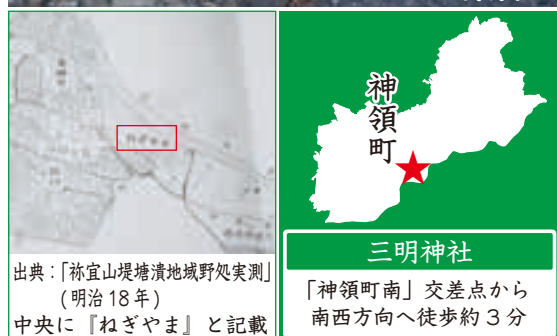 出典：「祢宜山堤塘潰地域野処実測」
(明治18年)
中央に『ねぎやま』と記載
神領町
三明神社
「神領町南」交差点から
南西方向へ徒歩約3分